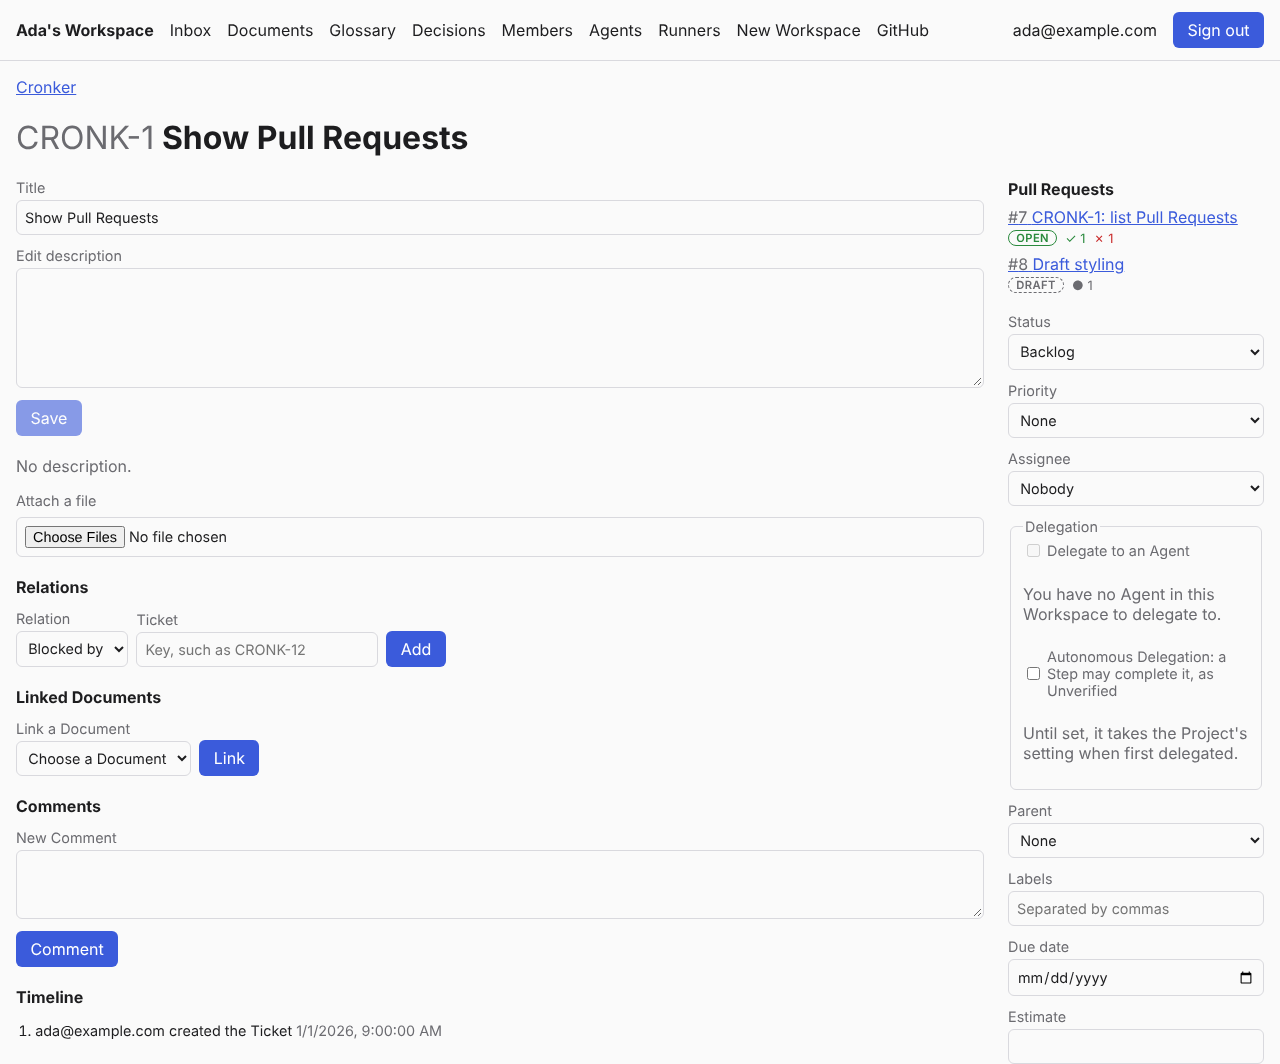 Ada's Workspace Inbox Documents Glossary Decisions Members Agents Runners New Workspace GitHub ada@example.com Sign out
Cronker
CRONK-1 Show Pull Requests
Title
Show Pull Requests
Edit description
Save
No description.
Attach a file
Choose Files No file chosen
Relations
Relation
Blocked by
Ticket
Key, such as CRONK-12
Add
Linked Documents
Link a Document
Choose a Document
Link
Comments
New Comment
Comment
Timeline
1. ada@example.com created the Ticket 1/1/2026, 9:00:00 AM
Pull Requests
#7 CRONK-1: list Pull Requests
OPEN ✓ 1 × 1
#8 Draft styling
DRAFT ● 1
Status
Backlog
Priority
None
Assignee
Nobody
Delegation
Delegate to an Agent
You have no Agent in this
Workspace to delegate to.
Autonomous Delegation: a
Step may complete it, as
Unverified
Until set, it takes the Project's
setting when first delegated.
Parent
None
Labels
Separated by commas
Due date
mm/dd/yyyy
Estimate